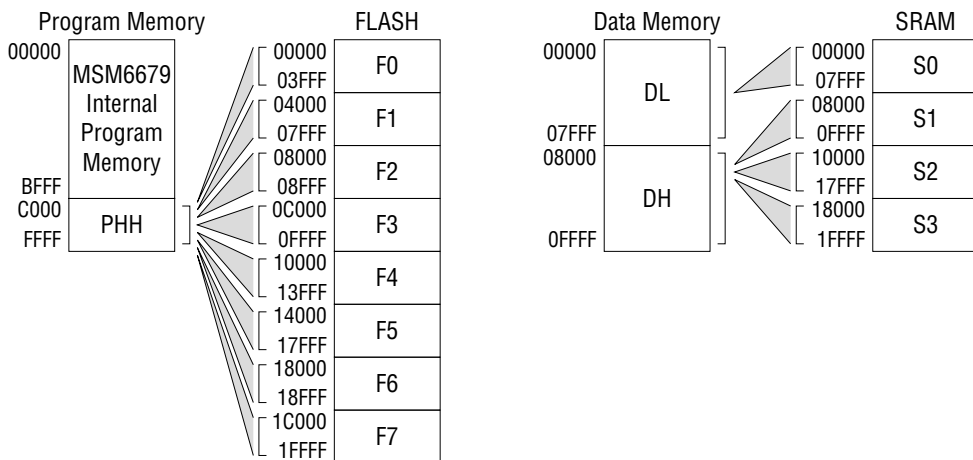 Program Memory
00000
MSM6679
Internal
Program
Memory
BFFF
C000
PHH
FFFF
FLASH
00000
F0
03FFF
04000
F1
07FFF
08000
F2
08FFF
0C000
F3
0FFFF
10000
F4
13FFF
14000
F5
17FFF
18000
F6
18FFF
1C000
F7
1FFFF
Data Memory
00000
DL
07FFF
08000
DH
0FFFF
SRAM
00000
S0
07FFF
08000
S1
0FFFF
10000
S2
17FFF
18000
S3
1FFFF